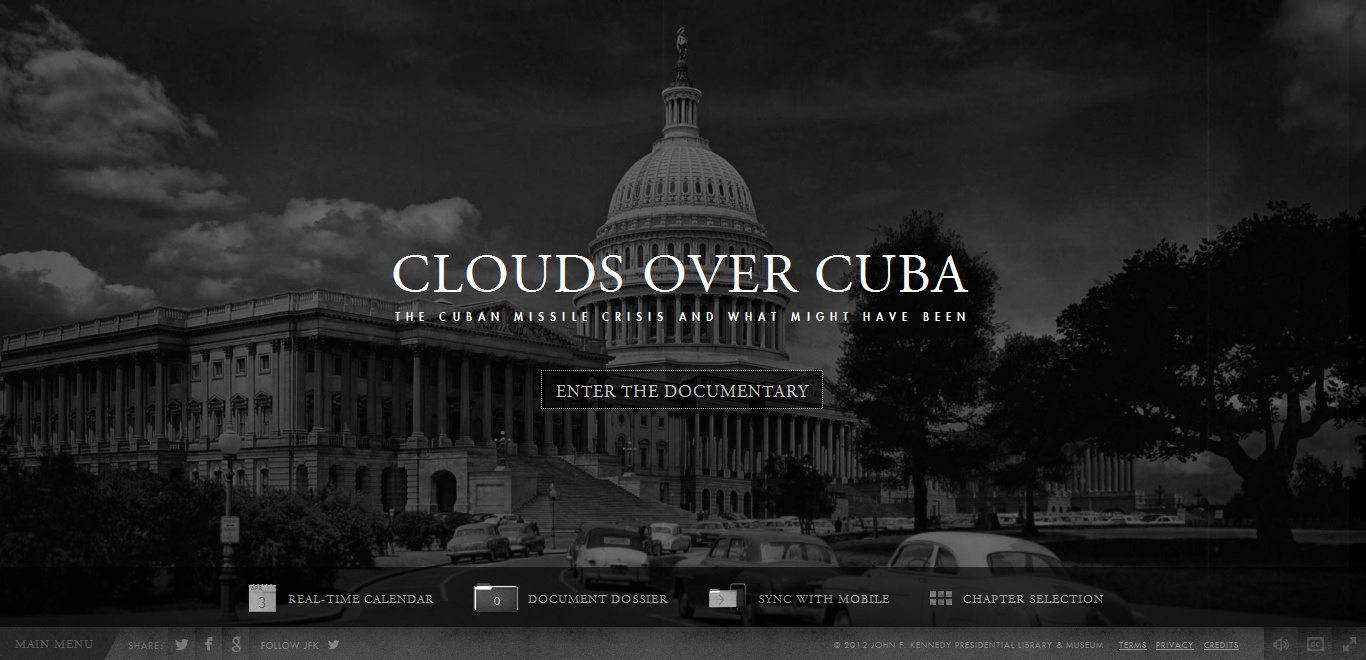 CLOUDS OVER CUBA
THE CUBAN MISSILE CRISIS AND WHAT MIGHT HAVE BEEN
ENTER THE DOCUMENTARY
3 REAL-TIME CALENDAR 0 DOCUMENT DOSSIER SYNC WITH MOBILE CHAPTER SELECTION
MAIN MENU SHARE: FOLLOW JFK © 2012 JOHN F. KENNEDY PRESIDENTIAL LIBRARY & MUSEUM TERMS PRIVACY CREDITS CC